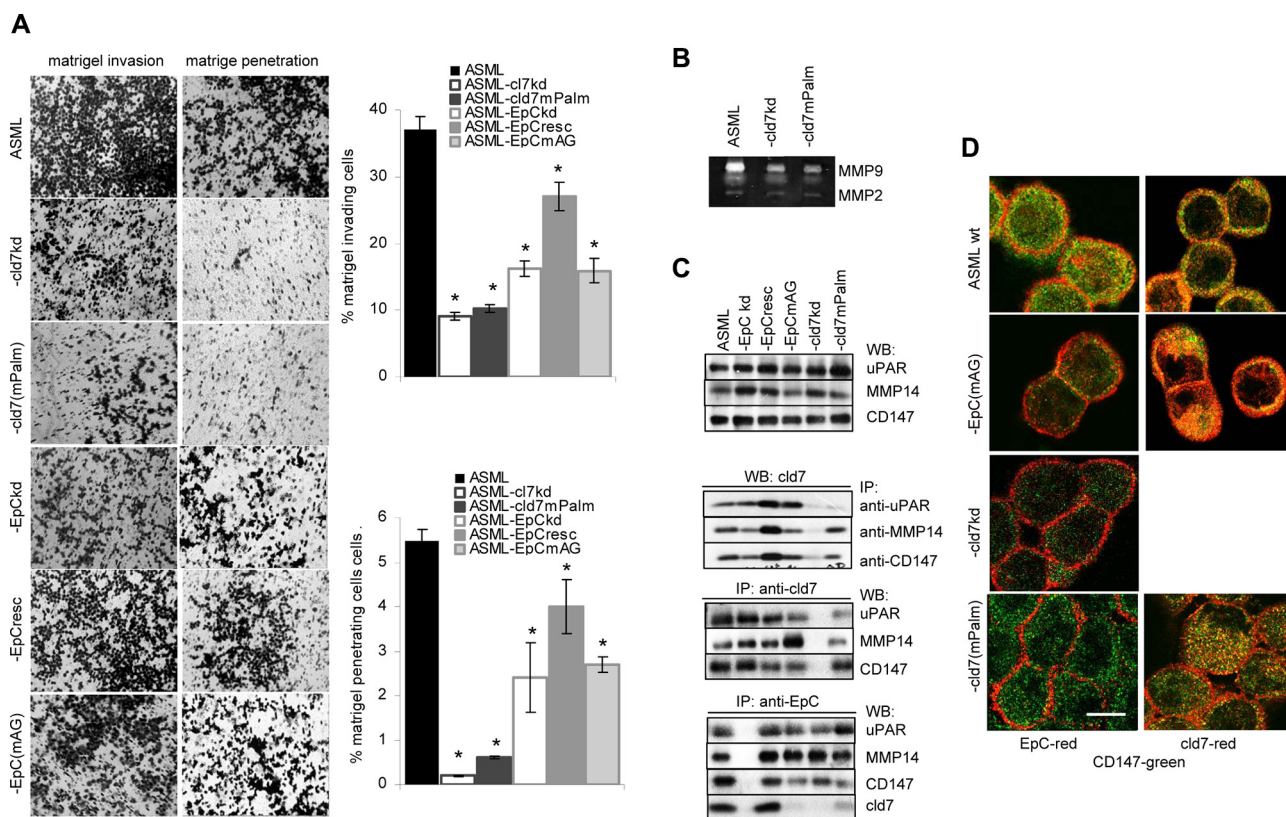 A
matrigel invasion
matrige penetration
ASML
-cld7kd
-cld7(mPalm)
-EpCkd
-EpCresc
-EpC(mAG)
ASML
ASML-cl7kd
ASML-cld7mPalm
ASML-EpCkd
ASML-EpCresc
ASML-EpCmAG
% matrigel invading cells
40
30
20
10
0
*
*
*
*
*
ASML
ASML-cl7kd
ASML-cld7mPalm
ASML-EpCkd
ASML-EpCresc
ASML-EpCmAG
% matrigel penetrating cells cells .
6
5
4
3
2
1
0
*
*
*
*
*
B
ASML
-cld7kd
-cld7mPalm
MMP9
MMP2
C
ASML
-EpC kd
-EpCresc
-EpCmAG
-cld7kd
-cld7mPalm
WB:
uPAR
MMP14
CD147
WB: cld7
IP:
anti-uPAR
anti-MMP14
anti-CD147
IP: anti-cld7
WB:
uPAR
MMP14
CD147
IP: anti-EpC
WB:
uPAR
MMP14
CD147
cld7
D
ASML wt
-EpC(mAG)
-cld7kd
-cld7(mPalm)
EpC-red
cld7-red
CD147-green